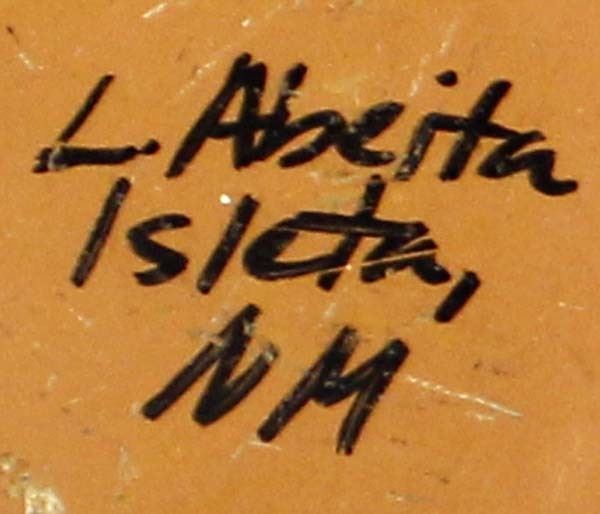 L. Abeita
Isleta,
NM